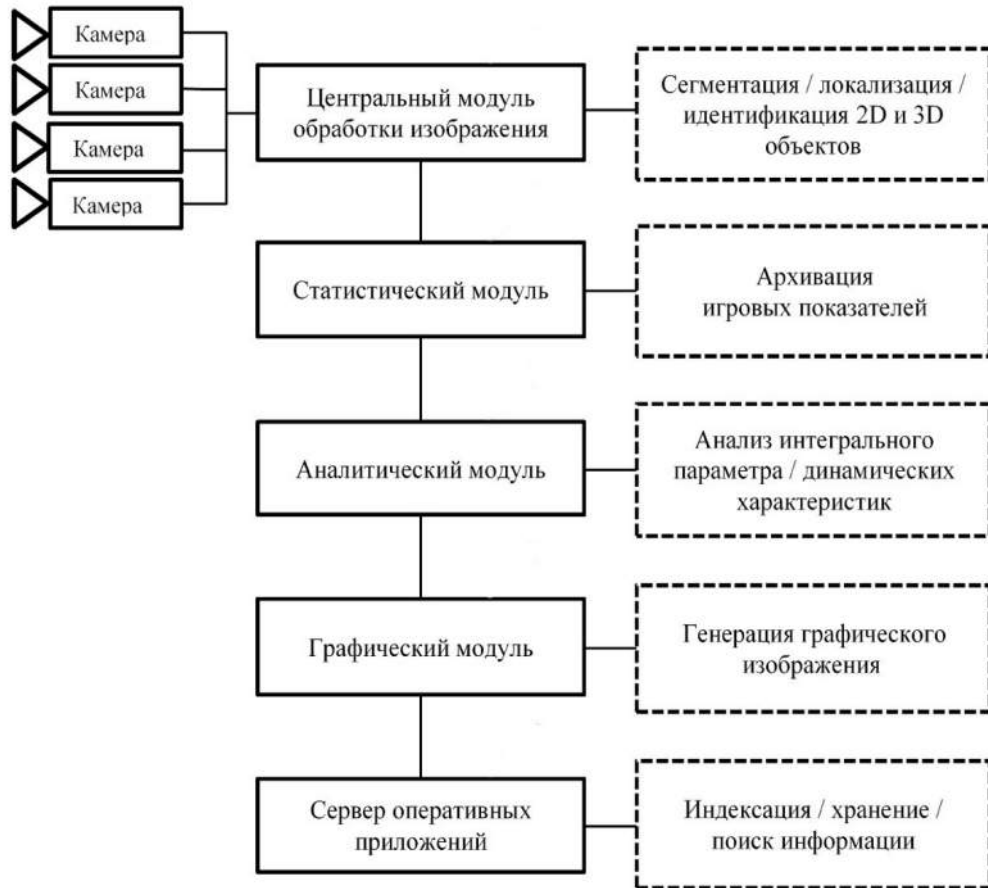 Камера
Камера
Камера
Камера
Центральный модуль
обработки изображения
Сегментация / локализация /
идентификация 2D и 3D
объектов
Статистический модуль
Архивация
игровых показателей
Аналитический модуль
Анализ интегрального
параметра / динамических
характеристик
Графический модуль
Генерация графического
изображения
Сервер оперативных
приложений
Индексация / хранение /
поиск информации